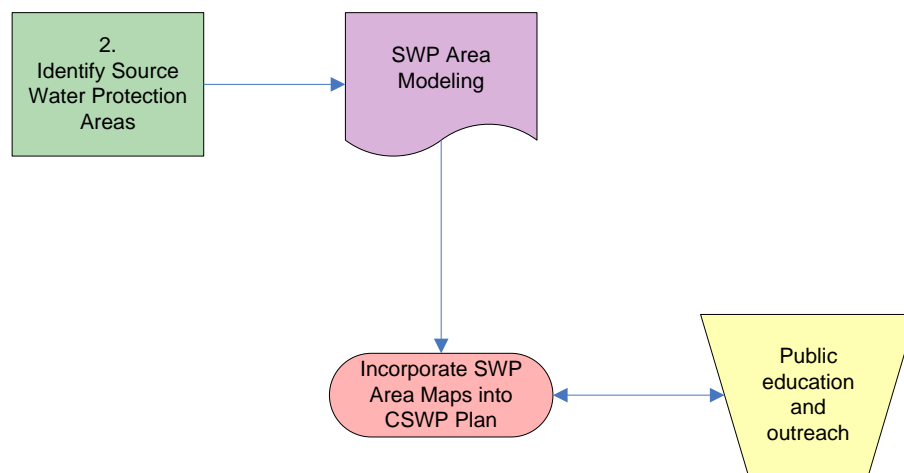 2.
Identify Source
Water Protection
Areas
SWP Area
Modeling
Incorporate SWP
Area Maps into
CSWP Plan
Public
education
and
outreach